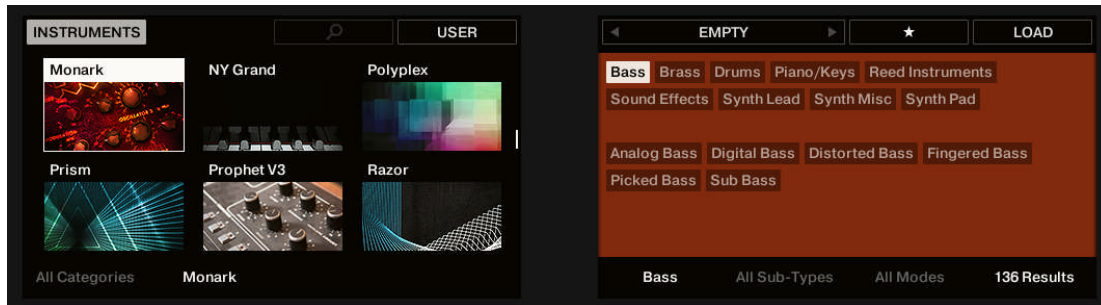 INSTRUMENTS USER
Monark NY Grand Polyplex
Prism Prophet V3 Razor
All Categories Monark
EMPTY ★ LOAD
Bass Brass Drums Piano/Keys Reed Instruments
Sound Effects Synth Lead Synth Misc Synth Pad
Analog Bass Digital Bass Distorted Bass Fingered Bass
Picked Bass Sub Bass
Bass All Sub-Types All Modes 136 Results